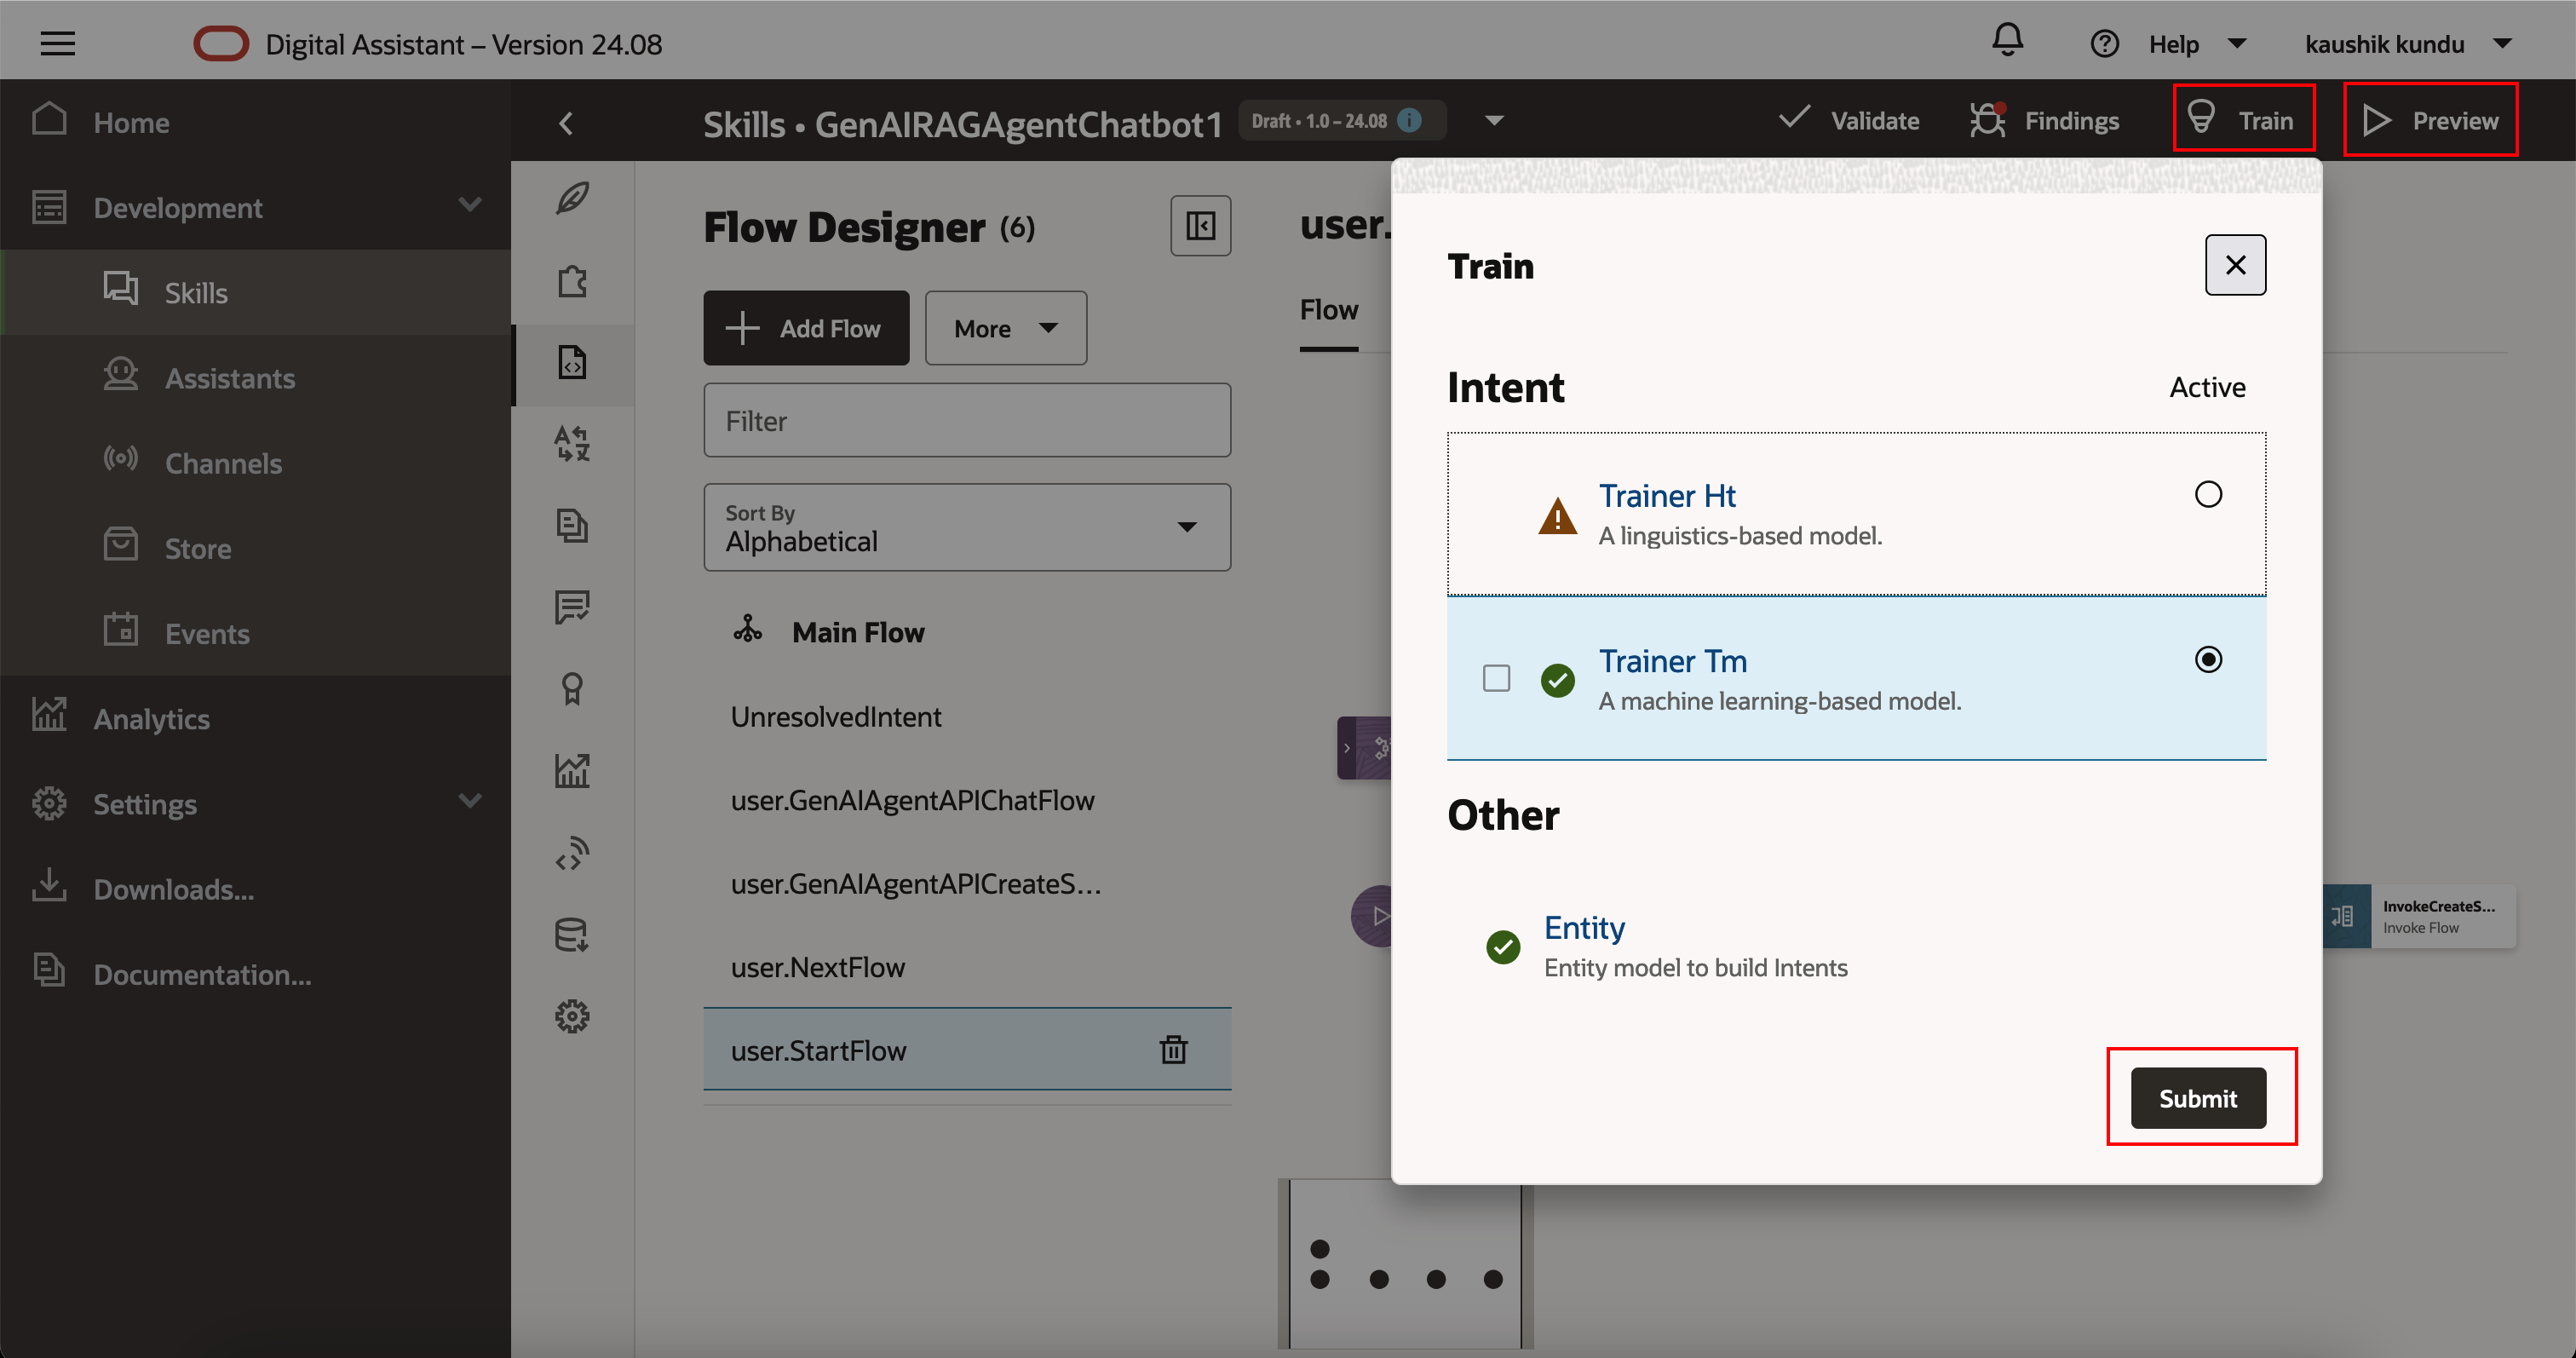 Digital Assistant – Version 24.08
Help
kaushik kundu
Home
Development
Skills
Assistants
Channels
Store
Events
Analytics
Settings
Downloads...
Documentation...
Skills • GenAIRAGAgentChatbot1
Draft • 1.0 – 24.08
Validate
Findings
Train
Preview
Flow Designer (6)
Add Flow
More
Filter
Sort By
Alphabetical
Main Flow
UnresolvedIntent
user.GenAIAgentAPIChatFlow
user.GenAIAgentAPICreateS...
user.NextFlow
user.StartFlow
user.
Flow
Train
Intent
Active
Trainer Ht
A linguistics-based model.
Trainer Tm
A machine learning-based model.
Other
Entity
Entity model to build Intents
Submit
InvokeCreateS...
Invoke Flow